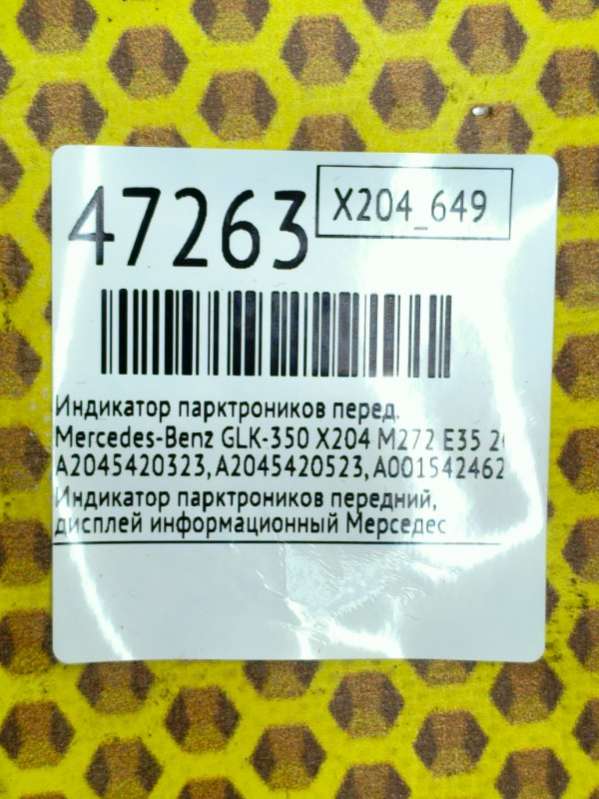 47263
X204_649
Индикатор парктроников перед.
Mercedes-Benz GLK-350 X204 M272 E35
A2045420323, A2045420523, A001542462
Индикатор парктроников передний,
дисплей информационный Мерседес